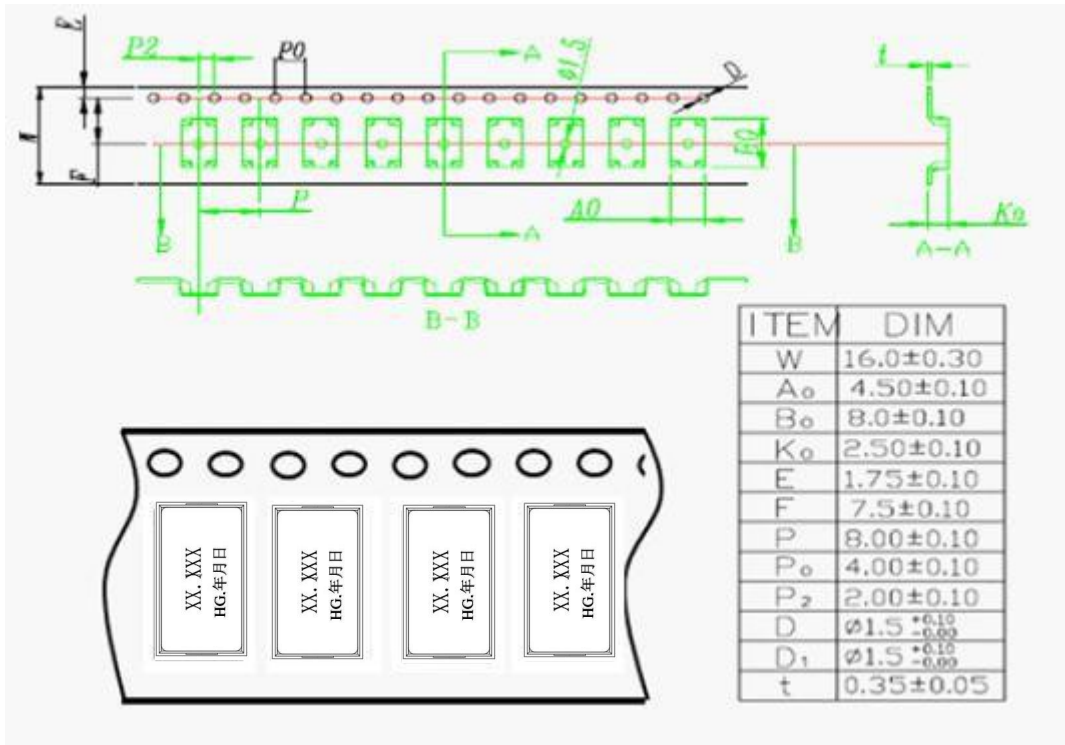 E
P2
P0
A
ø1.5
D
t
W
F
B0
P
A0
K0
B
A
B
A-A
B-B
ITEM DIM
W 16.0±0.30
A0 4.50±0.10
B0 8.0±0.10
K0 2.50±0.10
E 1.75±0.10
F 7.5±0.10
P 8.00±0.10
P0 4.00±0.10
P2 2.00±0.10
D ø1.5 +0.10 -0.00
D1 ø1.5 +0.10 -0.00
t 0.35±0.05
XX. XXX
HG.年月日
XX. XXX
HG.年月日
XX. XXX
HG.年月日
XX. XXX
HG.年月日